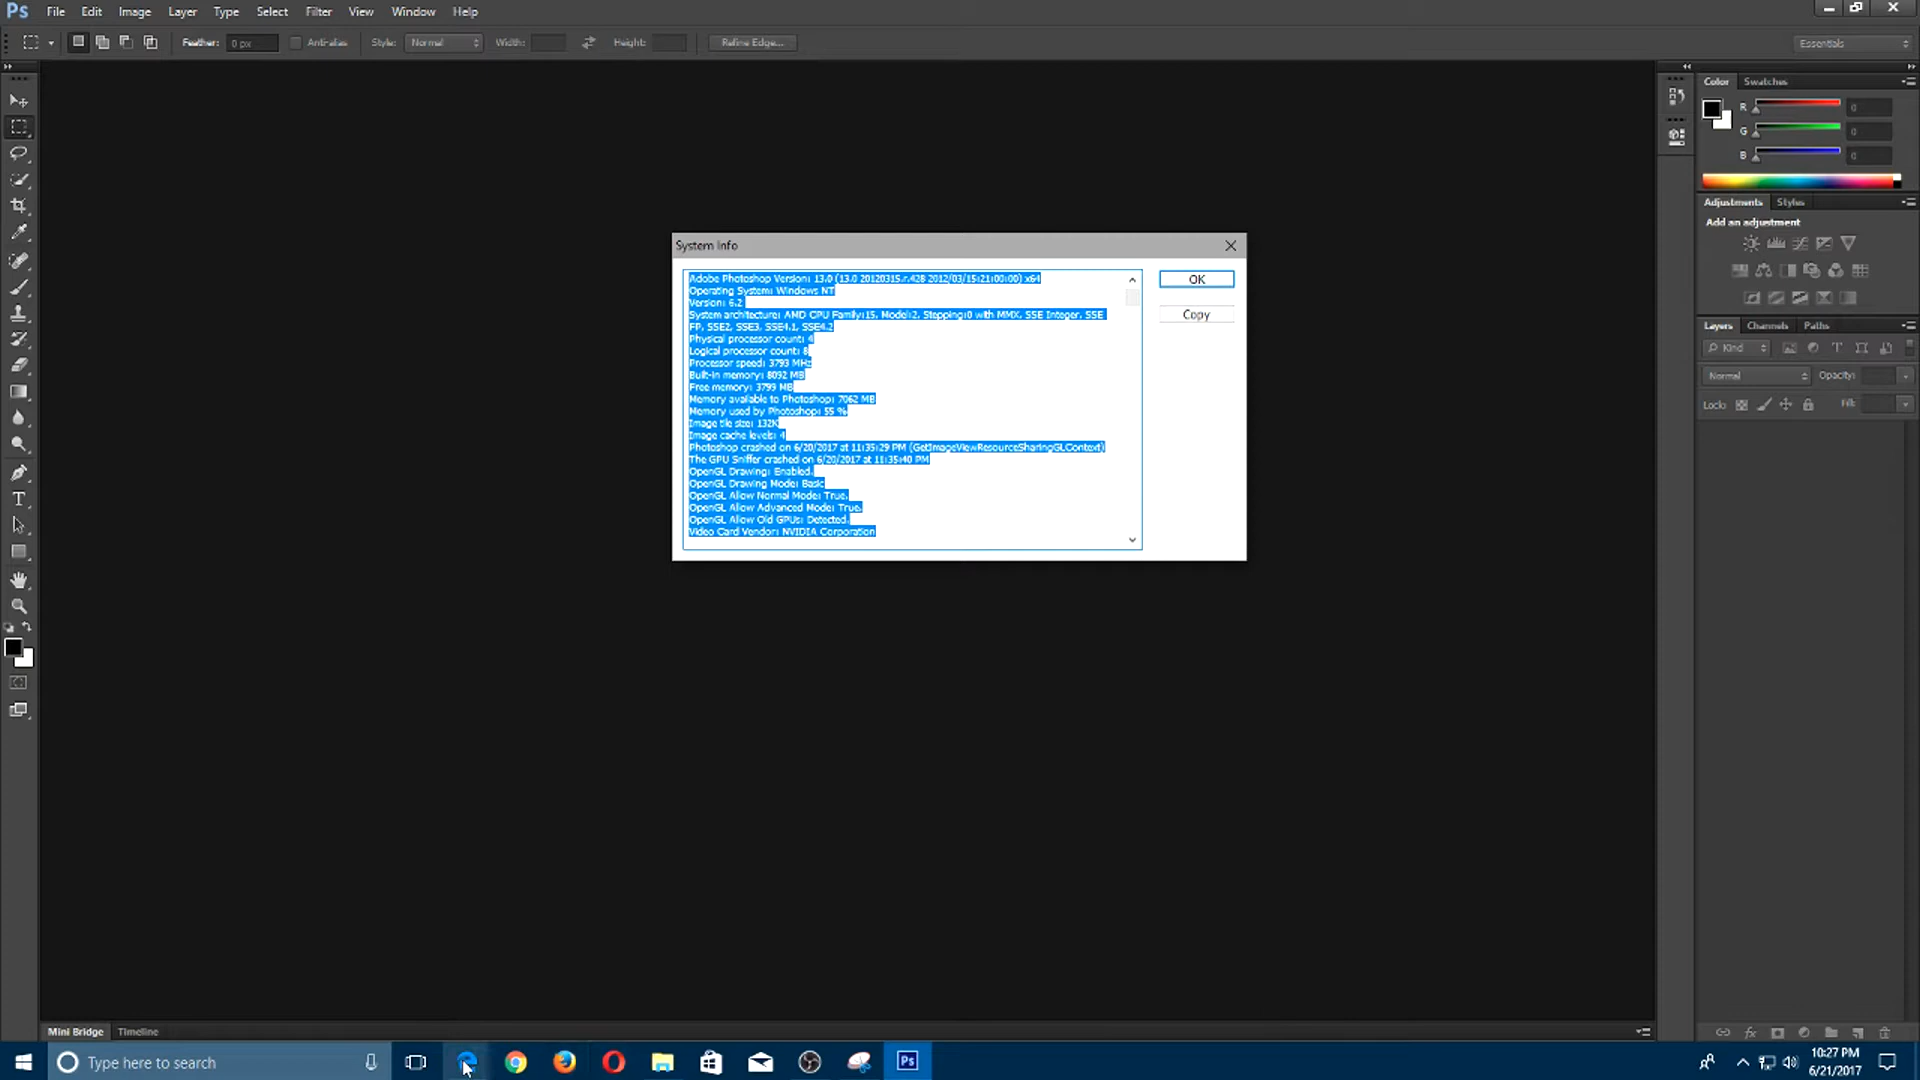 Ps File Edit Image Layer Type Select Filter View Window Help
Feather: 0 px Anti-alias Style: Normal Width: Height: Refine Edge... Essentials
Color Swatches
R 0
G 0
B 0
Adjustments Styles
Add an adjustment
Layers Channels Paths
Kind
Normal Opacity:
Lock: Fill:
System Info
Adobe Photoshop Version: 13.0 (13.0 20120315.r.428 2012/03/15:21:00:00) x64
Operating System: Windows NT
Version: 6.2
System architecture: AMD CPU Family:15, Model:2, Stepping:0 with MMX, SSE Integer, SSE
FP, SSE2, SSE3, SSE4.1, SSE4.2
Physical processor count: 4
Logical processor count: 8
Processor speed: 3793 MHz
Built-in memory: 8092 MB
Free memory: 3799 MB
Memory available to Photoshop: 7062 MB
Memory used by Photoshop: 55 %
Image tile size: 132K
Image cache levels: 4
Photoshop crashed on 6/20/2017 at 11:35:29 PM (GetImageViewResourceSharingGLContext)
The GPU Sniffer crashed on 6/20/2017 at 11:35:40 PM
OpenGL Drawing: Enabled.
OpenGL Drawing Mode: Basic
OpenGL Allow Normal Mode: True.
OpenGL Allow Advanced Mode: True.
OpenGL Allow Old GPUs: Detected.
Video Card Vendor: NVIDIA Corporation
OK
Copy
Mini Bridge Timeline
Type here to search
Ps
10:27 PM
6/21/2017